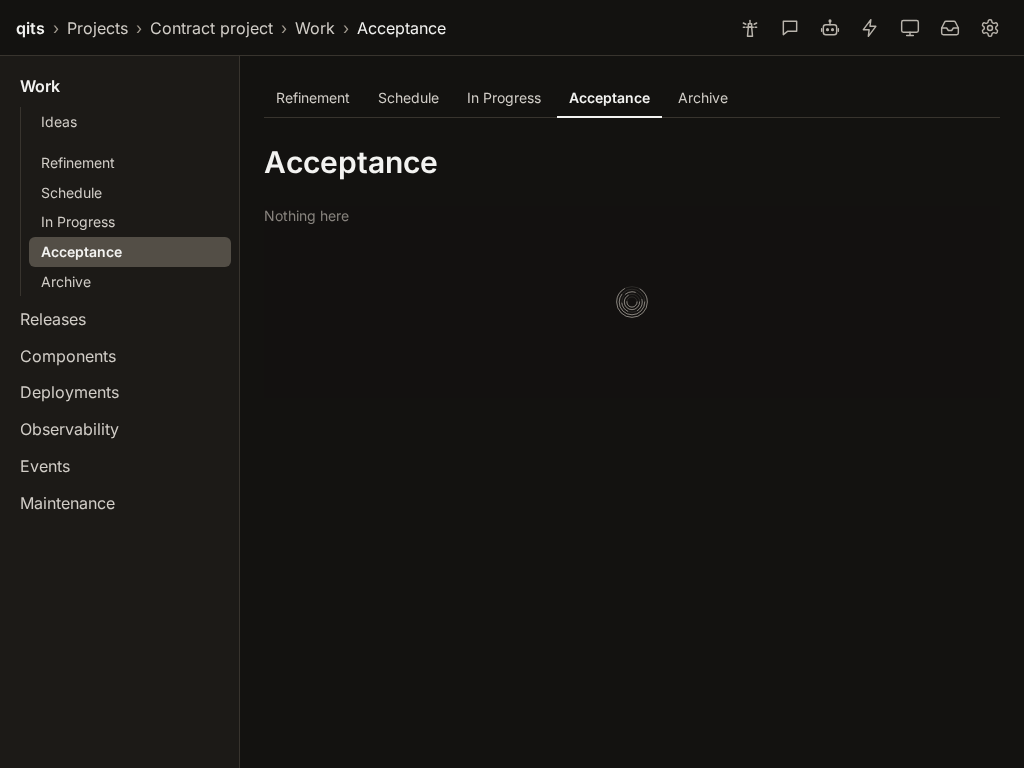 qits › Projects › Contract project › Work › Acceptance
Work
Ideas
Refinement
Schedule
In Progress
Acceptance
Archive
Releases
Components
Deployments
Observability
Events
Maintenance
Refinement Schedule In Progress Acceptance Archive
Acceptance
Nothing here